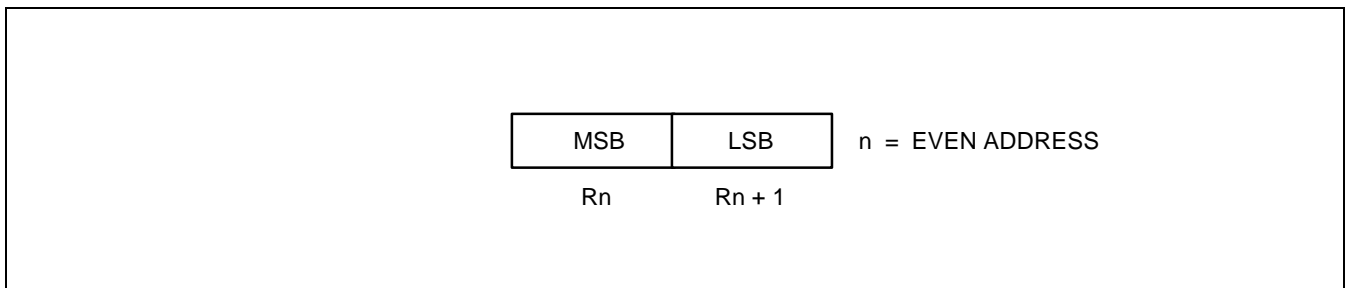 MSB LSB n = EVEN ADDRESS
Rn Rn + 1